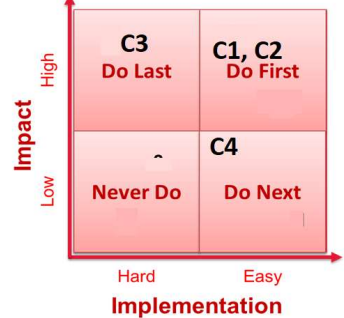 C3
Do Last
C1, C2
Do First
High
Impact
Low
Never Do
C4
Do Next
Hard
Easy
Implementation